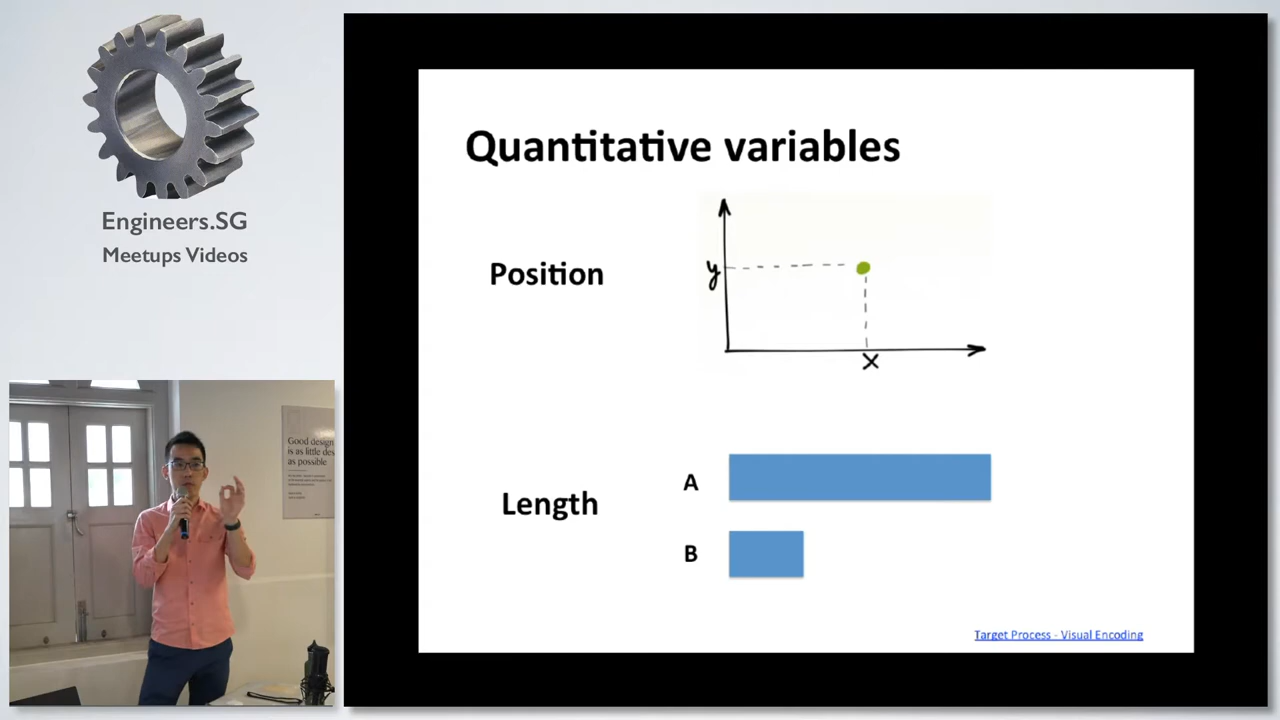 Engineers.SG
Meetups Videos
Quantitative variables
Position
y
x
Length
A
B
Target Process - Visual Encoding
Good design
is as little des
as possible